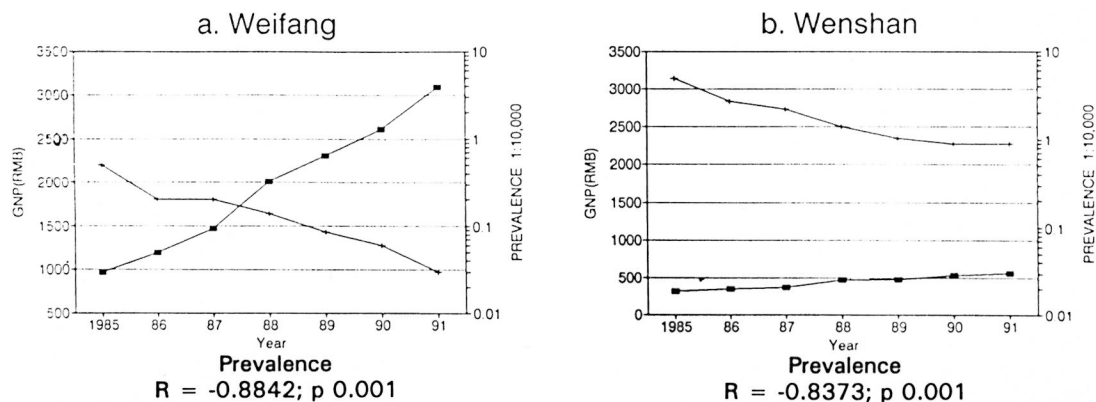 a. Weifang
3500
3000
2500
2000
1500
1000
500
GNP(RMB)
10
1
0.1
0.01
PREVALENCE 1:10,000
1985 86 87 88 89 90 91
Year
Prevalence
R = -0.8842; p 0.001
b. Wenshan
3500
3000
2500
2000
1500
1000
500
0
GNP(RMB)
10
1
0.1
0.01
PREVALENCE 1:10,000
1985 86 87 88 89 90 91
Year
Prevalence
R = -0.8373; p 0.001